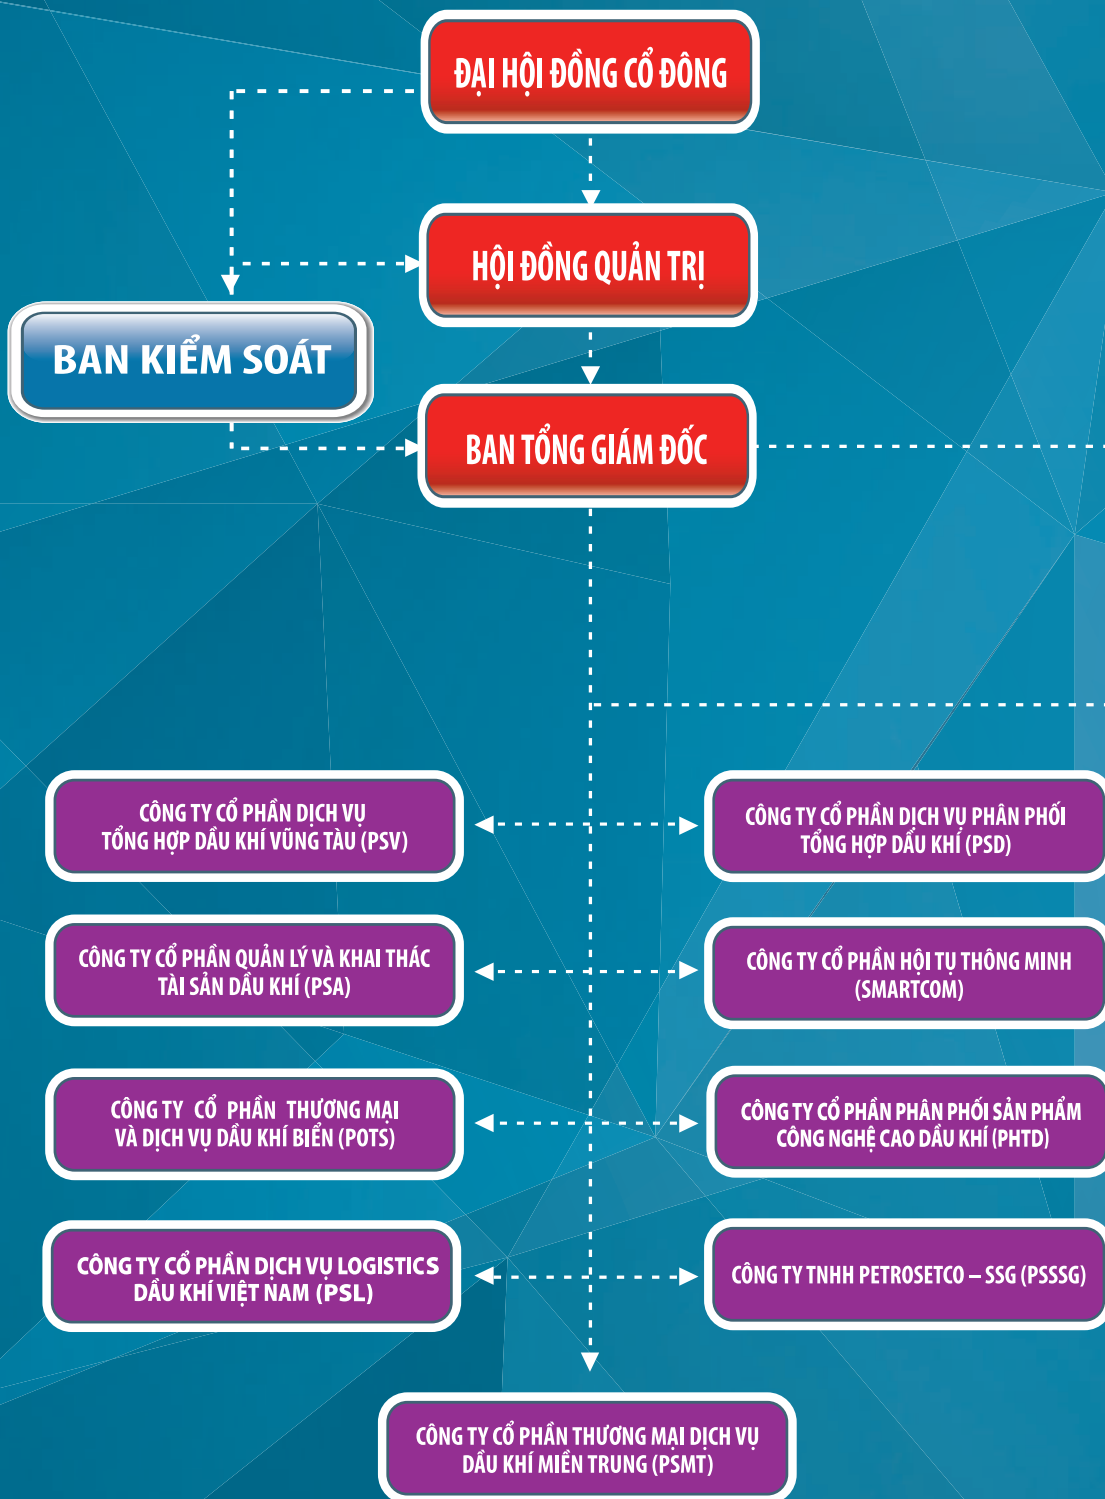 ĐẠI HỘI ĐỒNG CỔ ĐÔNG
HỘI ĐỒNG QUẢN TRỊ
BAN KIỂM SOÁT
BAN TỔNG GIÁM ĐỐC
CÔNG TY CỔ PHẦN DỊCH VỤ
TỔNG HỢP DẦU KHÍ VŨNG TÀU (PSV)
CÔNG TY CỔ PHẦN DỊCH VỤ PHÂN PHỐI
TỔNG HỢP DẦU KHÍ (PSD)
CÔNG TY CỔ PHẦN QUẢN LÝ VÀ KHAI THÁC
TÀI SẢN DẦU KHÍ (PSA)
CÔNG TY CỔ PHẦN HỘI TỤ THÔNG MINH
(SMARTCOM)
CÔNG TY CỔ PHẦN THƯƠNG MẠI
VÀ DỊCH VỤ DẦU KHÍ BIỂN (POTS)
CÔNG TY CỔ PHẦN PHÂN PHỐI SẢN PHẨM
CÔNG NGHỆ CAO DẦU KHÍ (PHTD)
CÔNG TY CỔ PHẦN DỊCH VỤ LOGISTICS
DẦU KHÍ VIỆT NAM (PSL)
CÔNG TY TNHH PETROSETCO – SSG (PSSSG)
CÔNG TY CỔ PHẦN THƯƠNG MẠI DỊCH VỤ
DẦU KHÍ MIỀN TRUNG (PSMT)